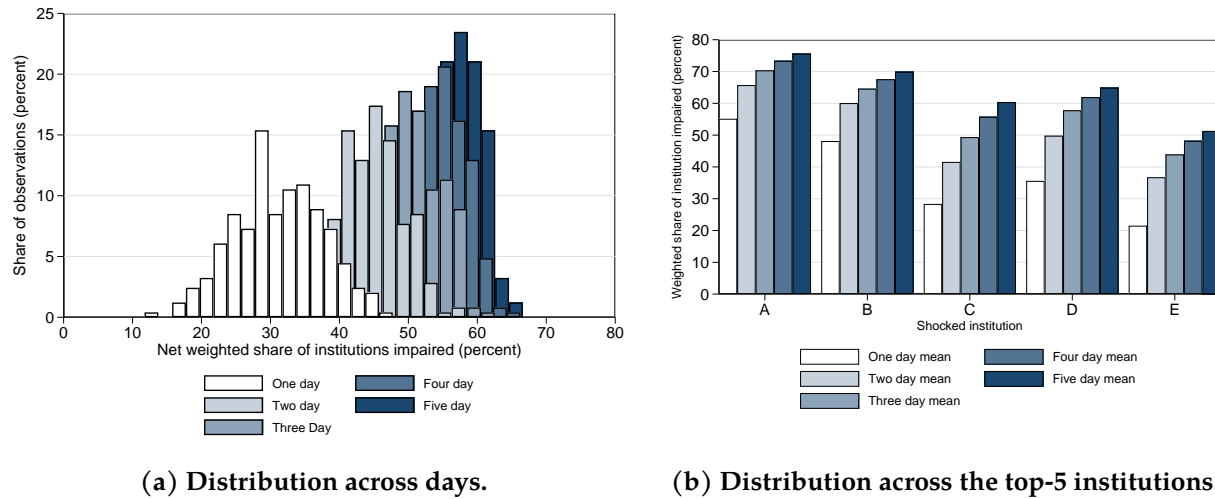 25
20
15
10
5
0
Share of observations (percent)
0 10 20 30 40 50 60 70 80
Net weighted share of institutions impaired (percent)
One day Four day
Two day Five day
Three Day
(a) Distribution across days.
80
70
60
50
40
30
20
10
0
Weighted share of institution impaired (percent)
A B C D E
Shocked institution
One day mean Four day mean
Two day mean Five day mean
Three day mean
(b) Distribution across the top-5 institutions